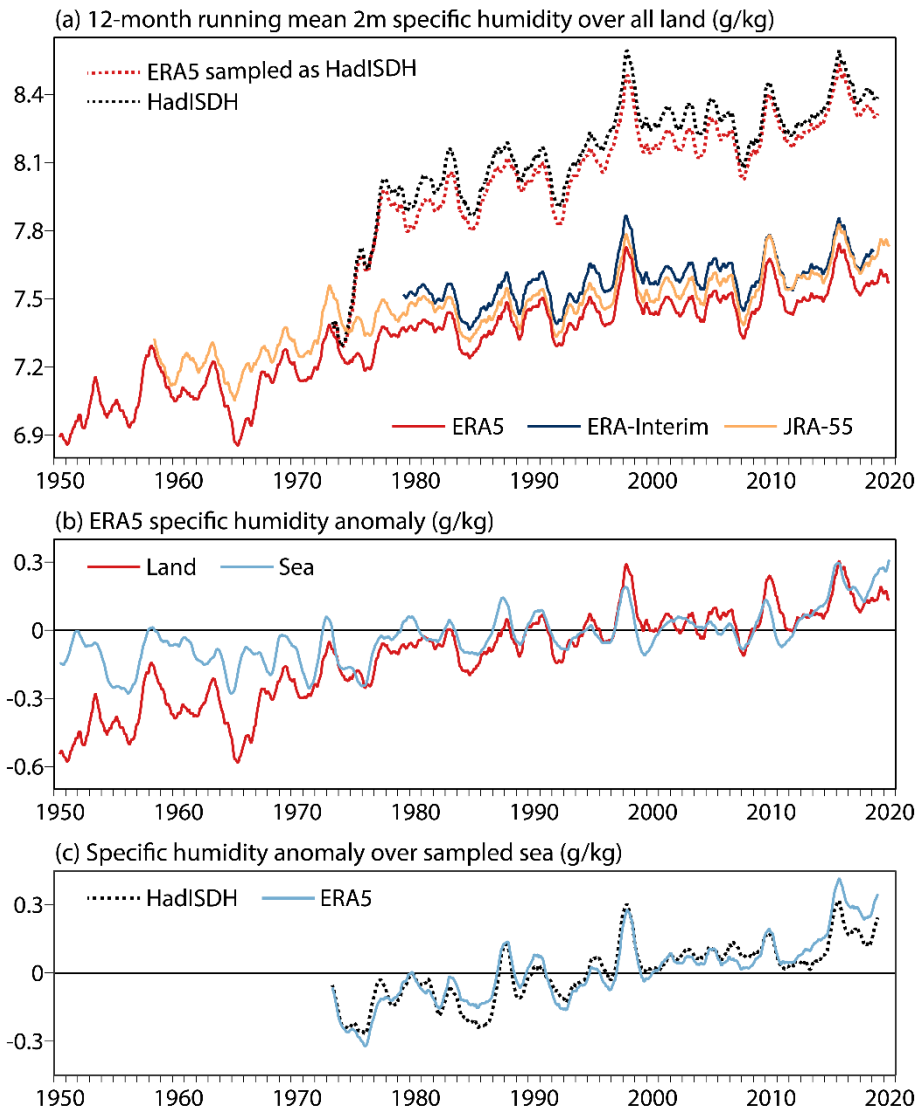 (a) 12-month running mean 2m specific humidity over all land (g/kg)
ERA5 sampled as HadISDH
HadISDH
8.4
8.1
7.8
7.5
7.2
6.9
ERA5 ERA-Interim JRA-55
1950 1960 1970 1980 1990 2000 2010 2020
(b) ERA5 specific humidity anomaly (g/kg)
Land Sea
0.3
0
-0.3
-0.6
1950 1960 1970 1980 1990 2000 2010 2020
(c) Specific humidity anomaly over sampled sea (g/kg)
HadISDH ERA5
0.3
0
-0.3
1950 1960 1970 1980 1990 2000 2010 2020